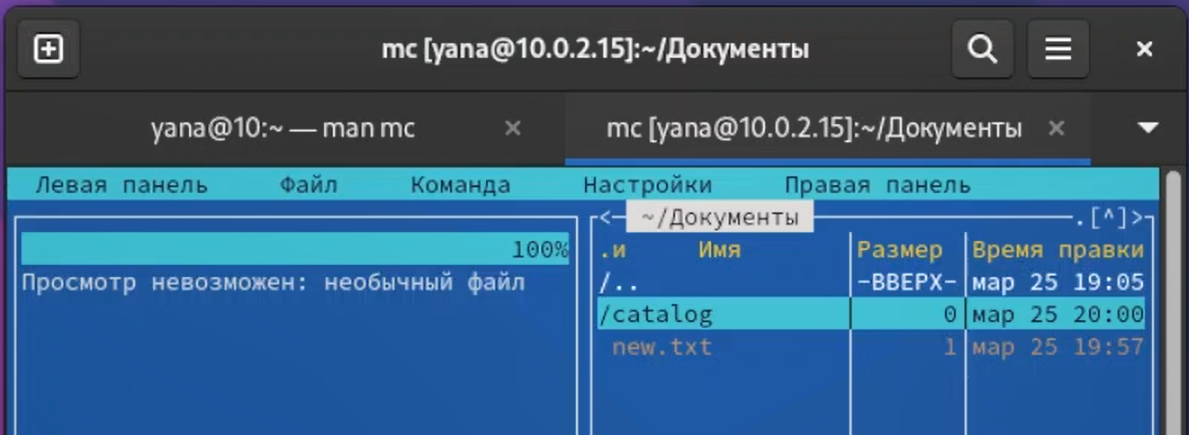 mc [yana@10.0.2.15]:~/Документы
yana@10:~ — man mc
mc [yana@10.0.2.15]:~/Документы
Левая панель Файл Команда Настройки Правая панель
<- ~/Документы .[^]>
100%
Просмотр невозможен: необычный файл
.и Имя Размер Время правки
/.. -ВВЕРХ- мар 25 19:05
/catalog 0 мар 25 20:00
new.txt 1 мар 25 19:57